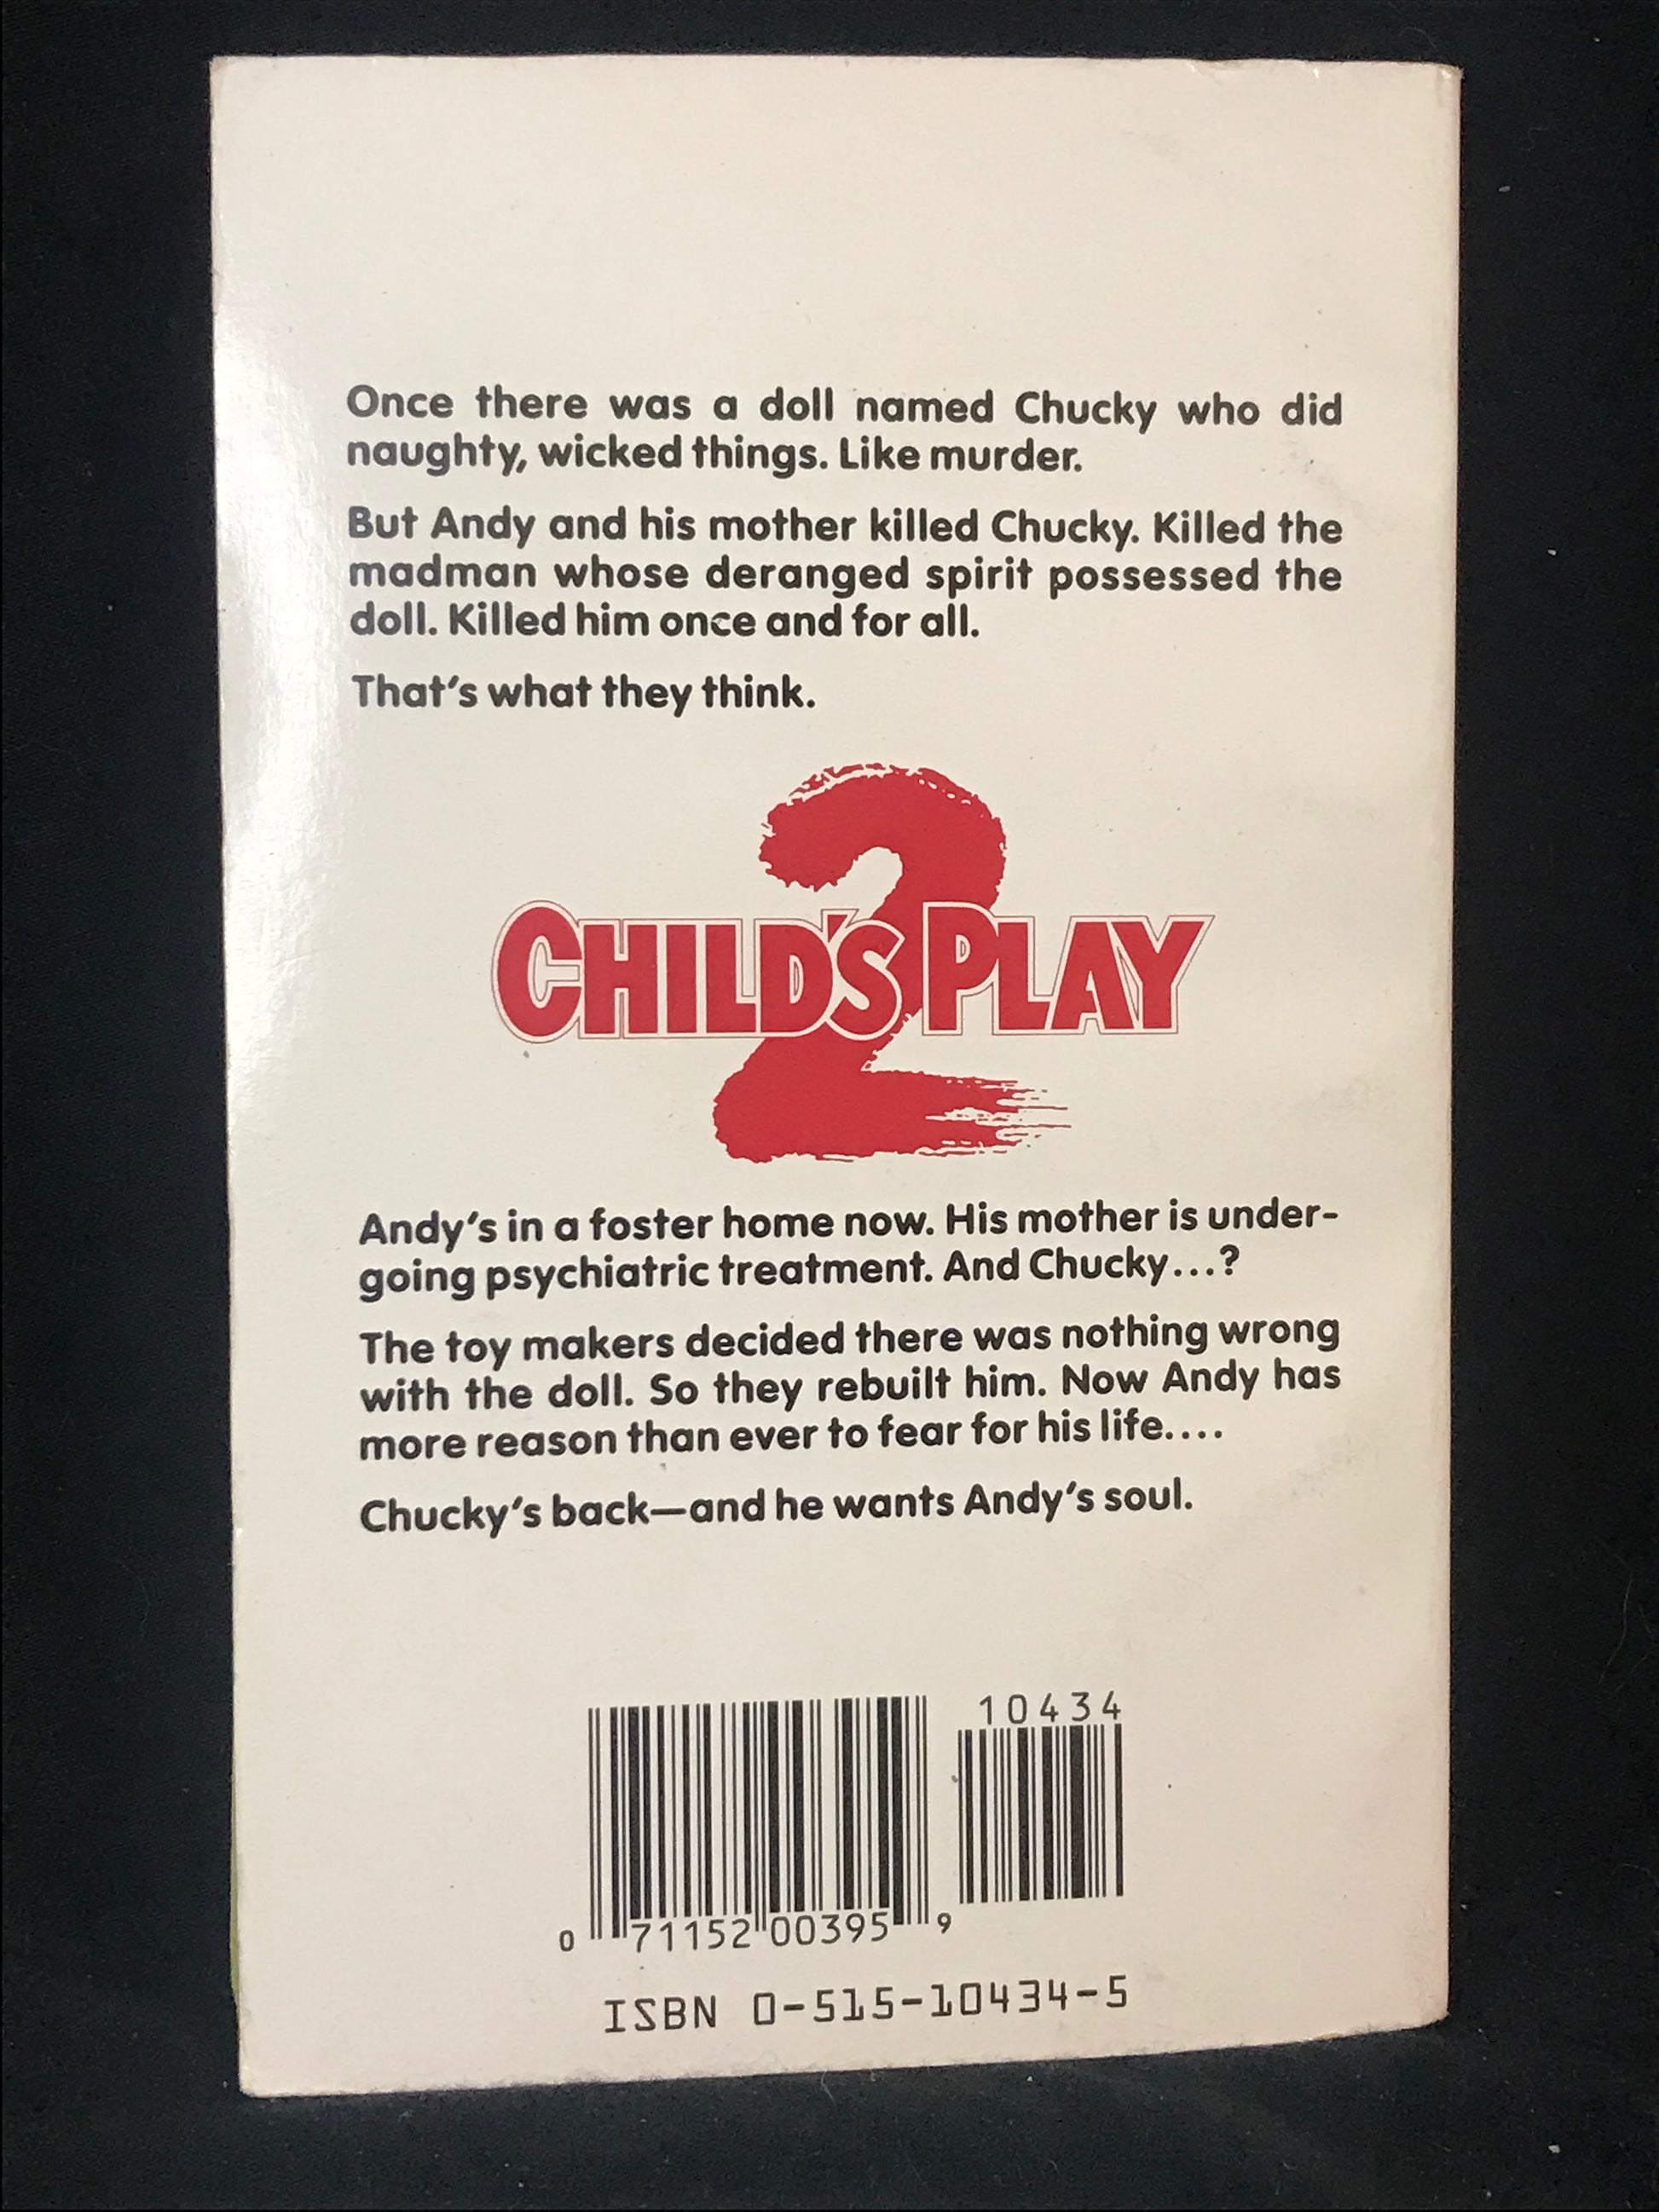 Once there was a doll named Chucky who did
naughty, wicked things. Like murder.
But Andy and his mother killed Chucky. Killed the
madman whose deranged spirit possessed the
doll. Killed him once and for all.
That's what they think.
2
CHILD'S PLAY
Andy's in a foster home now. His mother is under-
going psychiatric treatment. And Chucky...?
The toy makers decided there was nothing wrong
with the doll. So they rebuilt him. Now Andy has
more reason than ever to fear for his life....
Chucky's back—and he wants Andy's soul.
10434
0 71152 00395 9
ISBN 0-515-10434-5